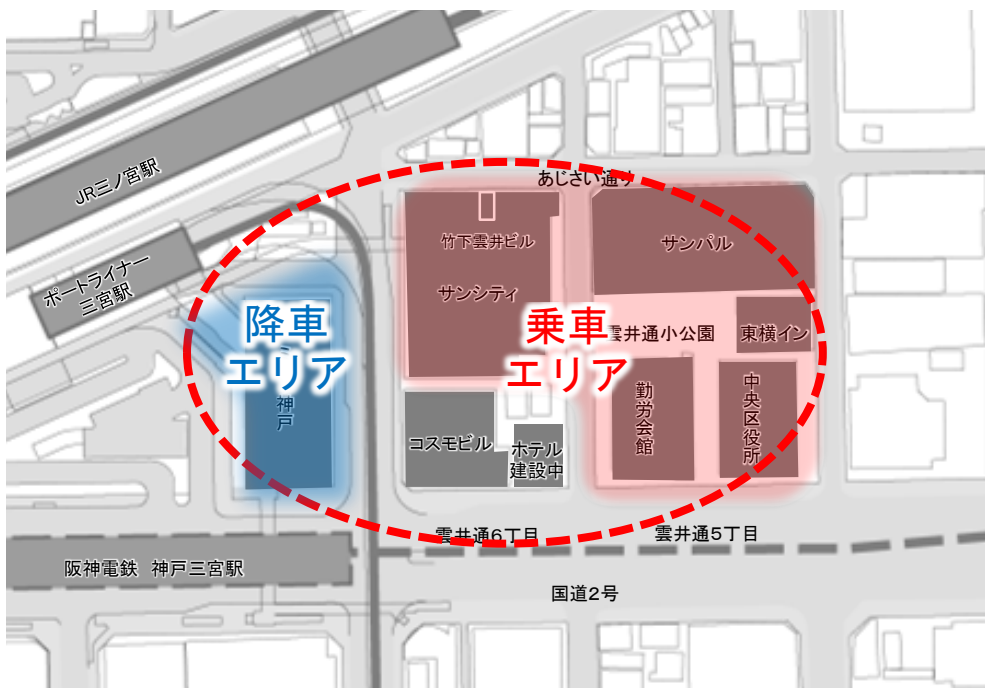 JR三ノ宮駅
ポートライナー
三宮駅
あじさい通り
竹下雲井ビル
サンシティ
サンパル
降車
エリア
神戸
乗車
エリア
雲井通小公園
東横イン
勤労会館
中央区役所
コスモビル
ホテル
建設中
雲井通6丁目
雲井通5丁目
阪神電鉄 神戸三宮駅
国道2号